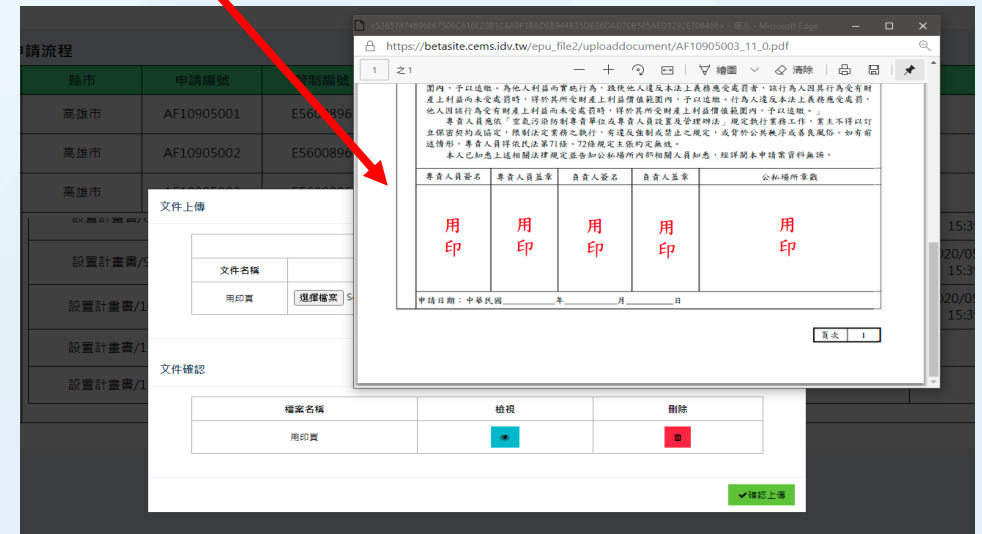 個人 - Microsoft Edge
https://betasite.cems.idv.tw/epu_file2/uploaddocument/AF10905003_11_0.pdf
1 之 1
繪圖 清除
請流程
縣市 申請編號 管制編號
高雄市 AF10905001 E5600896
高雄市 AF10905002 E5600896
高雄市
設置計畫書/
設置計畫書/1
設置計畫書/1
設置計畫書/1
圍內，予以追繳。為他人利益而實施行為，致使他人違反本法上義務應受處罰者，該行為人因其行為受有財
產上利益而未受處罰時，得於其所受財產上利益價值範圍內，予以追繳。行為人違反本法上義務應受處罰，
他人因該行為受有財產上利益而未受處罰時，得於其所受財產上利益價值範圍內，予以追繳。」
專責人員應依「空氣污染防制專責單位或專責人員設置及管理辦法」規定執行業務工作，業主不得以訂
立保密契約或協定，限制法定業務之執行，有違反強制或禁止之規定，或背於公共秩序或善良風俗，如有前
述情形，專責人員得依民法第71條、72條規定主張約定無效。
本人已知悉上述相關法律規定並告知公私場所內部相關人員知悉，經詳閱本申請案資料無誤。
專責人員簽名 專責人員蓋章 負責人簽名 負責人蓋章 公私場所章戳
用印 用印 用印 用印 用印
申請日期：中華民國 年 月 日
頁次 1
15:3
15:3
15:3
文件上傳
文件名稱
用印頁 選擇檔案
文件確認
檔案名稱 檢視 刪除
用印頁
確認上傳